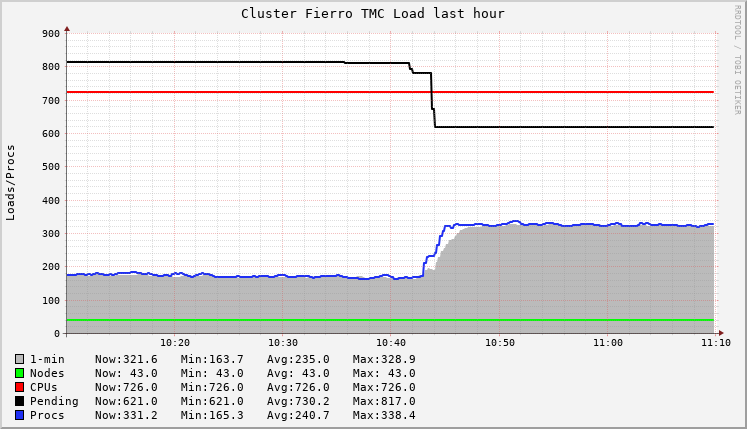 Cluster Fierro TMC Load last hour
RRDTOOL / TOBI OETIKER
Loads/Procs
900
800
700
600
500
400
300
200
100
0
10:20 10:30 10:40 10:50 11:00 11:10
1-min Now:321.6 Min:163.7 Avg:235.0 Max:328.9
Nodes Now: 43.0 Min: 43.0 Avg: 43.0 Max: 43.0
CPUs Now:726.0 Min:726.0 Avg:726.0 Max:726.0
Pending Now:621.0 Min:621.0 Avg:730.2 Max:817.0
Procs Now:331.2 Min:165.3 Avg:240.7 Max:338.4